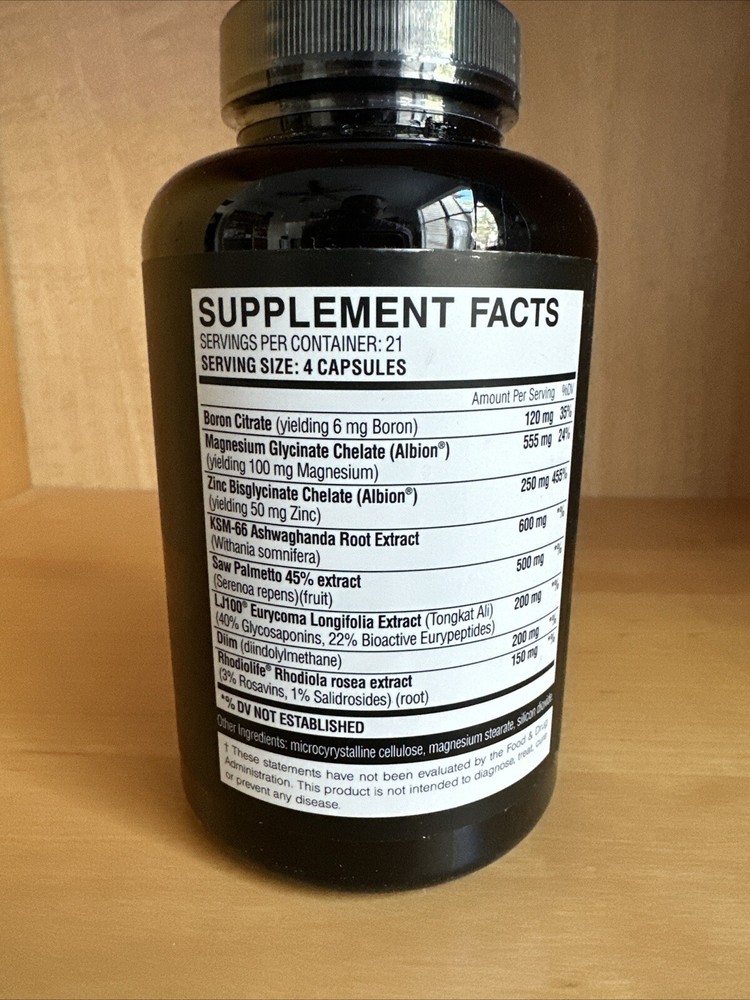 SUPPLEMENT FACTS
SERVINGS PER CONTAINER: 21
SERVING SIZE: 4 CAPSULES
Amount Per Serving %DV
Boron Citrate (yielding 6 mg Boron) 120 mg 35%
Magnesium Glycinate Chelate (Albion®) 555 mg 24%
(yielding 100 mg Magnesium)
Zinc Bisglycinate Chelate (Albion®) 250 mg 455%
(yielding 50 mg Zinc)
KSM-66 Ashwaghanda Root Extract 600 mg *%
(Withania somnifera)
Saw Palmetto 45% extract 500 mg *%
(Serenoa repens)(fruit)
LJ100® Eurycoma Longifolia Extract (Tongkat Ali) 200 mg *%
(40% Glycosaponins, 22% Bioactive Eurypeptides)
Diim (diindolylmethane) 200 mg *%
Rhodiolife® Rhodiola rosea extract 150 mg *%
(3% Rosavins, 1% Salidrosides) (root)
*% DV NOT ESTABLISHED
Other Ingredients: microcyrystalline cellulose, magnesium stearate, silicon dioxide
‡ These statements have not been evaluated by the Food & Drug
Administration. This product is not intended to diagnose, treat, cure
or prevent any disease.